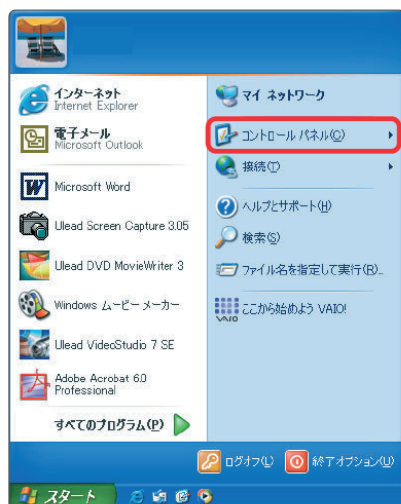 インターネット
Internet Explorer
電子メール
Microsoft Outlook
Microsoft Word
Ulead Screen Capture 3.05
Ulead DVD MovieWriter 3
Windows ムービー メーカー
Ulead VideoStudio 7 SE
Adobe Acrobat 6.0
Professional
すべてのプログラム(P)
マイ ネットワーク
コントロール パネル(C)
接続(T)
ヘルプとサポート(H)
検索(S)
ファイル名を指定して実行(R)...
VAIO
ここから始めよう VAIO!
ログオフ(L)
終了オプション(U)
スタート